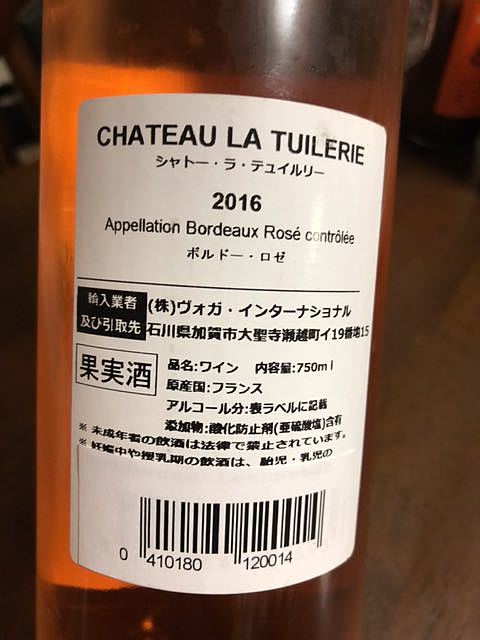 CHATEAU LA TUILERIE
シャトー・ラ・テュイルリー
2016
Appellation Bordeaux Rosé contrôlée
ボルドー・ロゼ
輸入業者
及び引取先
(株)ヴォガ・インターナショナル
石川県加賀市大聖寺瀬越町イ19番地15
果実酒
品名:ワイン 内容量:750ml
原産国:フランス
アルコール分:表ラベルに記載
添加物:酸化防止剤(亜硫酸塩)含有
※ 未成年者の飲酒は法律で禁止されています。
※ 妊娠中や授乳期の飲酒は、胎児・乳児の
0 410180 120014